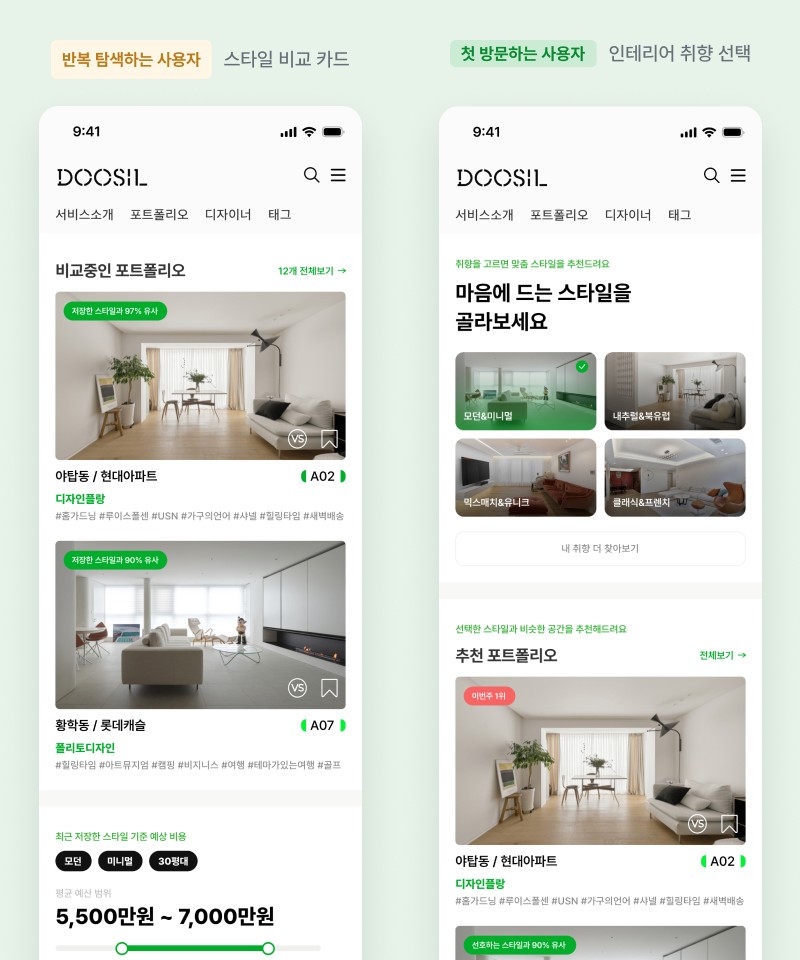 반복 탐색하는 사용자 스타일 비교 카드
9:41
DOOSIL
서비스소개 포트폴리오 디자이너 태그
비교중인 포트폴리오 12개 전체보기 →
저장한 스타일과 97% 유사
VS
야탑동 / 현대아파트 A02
디자인플랑
#홈가드닝 #루이스폴센 #USN #가구의언어 #샤넬 #힐링타임 #새벽배송
저장한 스타일과 90% 유사
VS
황학동 / 롯데캐슬 A07
폴리토디자인
#힐링타임 #아트뮤지엄 #캠핑 #비지니스 #여행 #테마가있는여행 #골프
최근 저장한 스타일 기준 예상 비용
모던 미니멀 30평대
평균 예산 범위
5,500만원 ~ 7,000만원
첫 방문하는 사용자 인테리어 취향 선택
9:41
DOOSIL
서비스소개 포트폴리오 디자이너 태그
취향을 고르면 맞춤 스타일을 추천드려요
마음에 드는 스타일을
골라보세요
모던&미니멀 내추럴&북유럽
믹스매치&유니크 클래식&프렌치
내 취향 더 찾아보기
선택한 스타일과 비슷한 공간을 추천해드려요
추천 포트폴리오 전체보기 →
이번주 1위
VS
야탑동 / 현대아파트 A02
디자인플랑
#홈가드닝 #루이스폴센 #USN #가구의언어 #샤넬 #힐링타임 #새벽배송
선호하는 스타일과 90% 유사